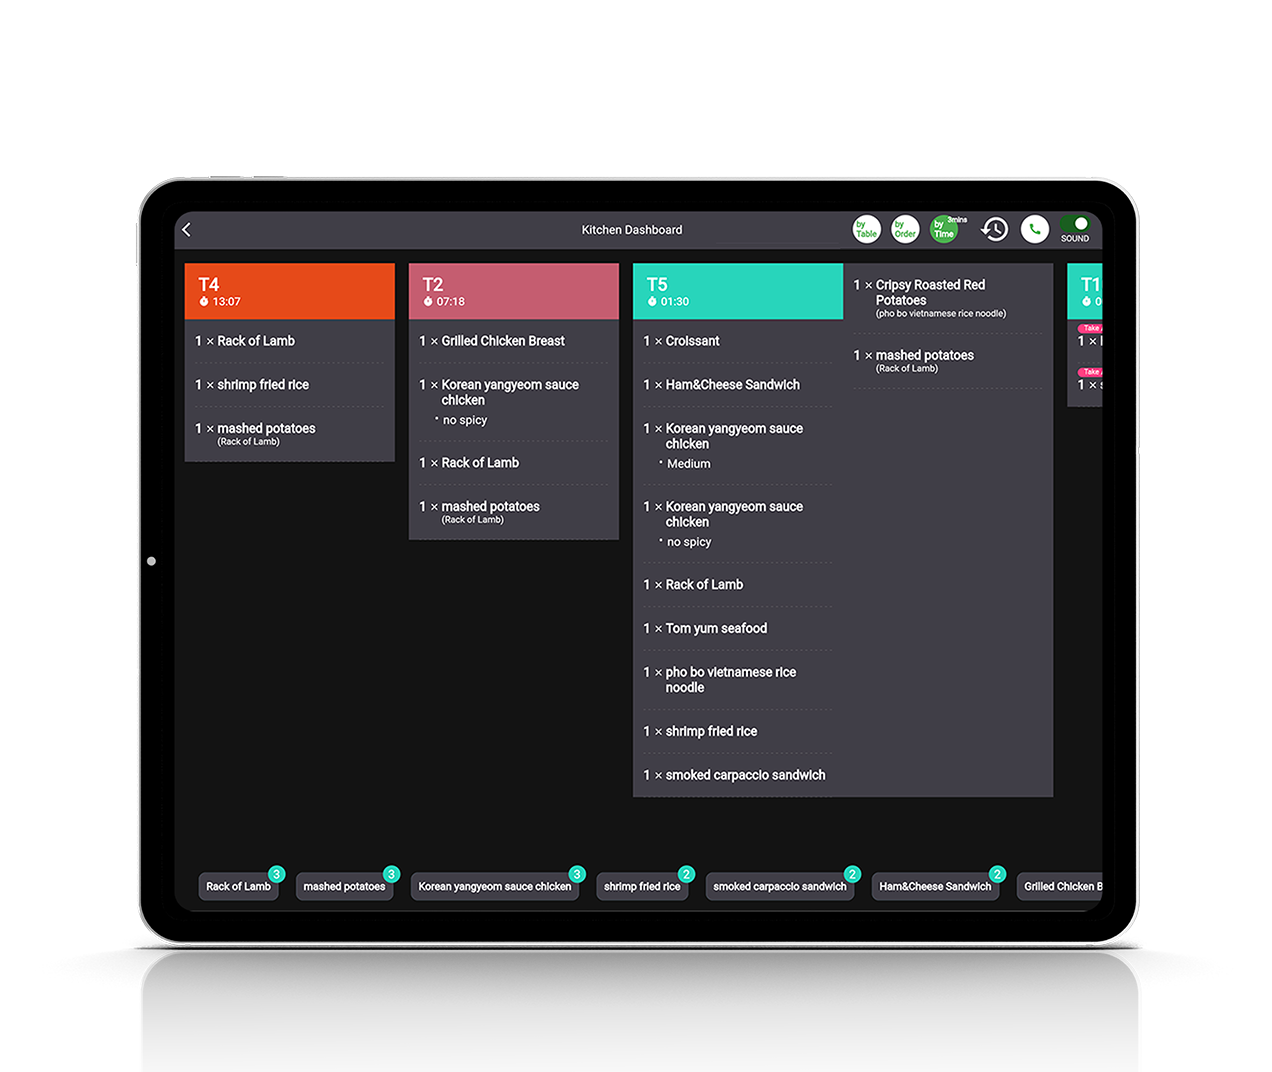 Kitchen Dashboard
by
Table
by
Order
3mins
by
Time
SOUND
T4
13:07
1 × Rack of Lamb
1 × shrimp fried rice
1 × mashed potatoes
(Rack of Lamb)
T2
07:18
1 × Grilled Chicken Breast
1 × Korean yangyeom sauce
chicken
• no spicy
1 × Rack of Lamb
1 × mashed potatoes
(Rack of Lamb)
T5
01:30
1 × Croissant
1 × Ham&Cheese Sandwich
1 × Korean yangyeom sauce
chicken
• Medium
1 × Korean yangyeom sauce
chicken
• no spicy
1 × Rack of Lamb
1 × Tom yum seafood
1 × pho bo vietnamese rice
noodle
1 × shrimp fried rice
1 × smoked carpaccio sandwich
1 × Cripsy Roasted Red
Potatoes
(pho bo vietnamese rice noodle)
1 × mashed potatoes
(Rack of Lamb)
T1
Take
1 ×
Take
1 ×
Rack of Lamb 3
mashed potatoes 3
Korean yangyeom sauce chicken 3
shrimp fried rice 2
smoked carpaccio sandwich 2
Ham&Cheese Sandwich 2
Grilled Chicken